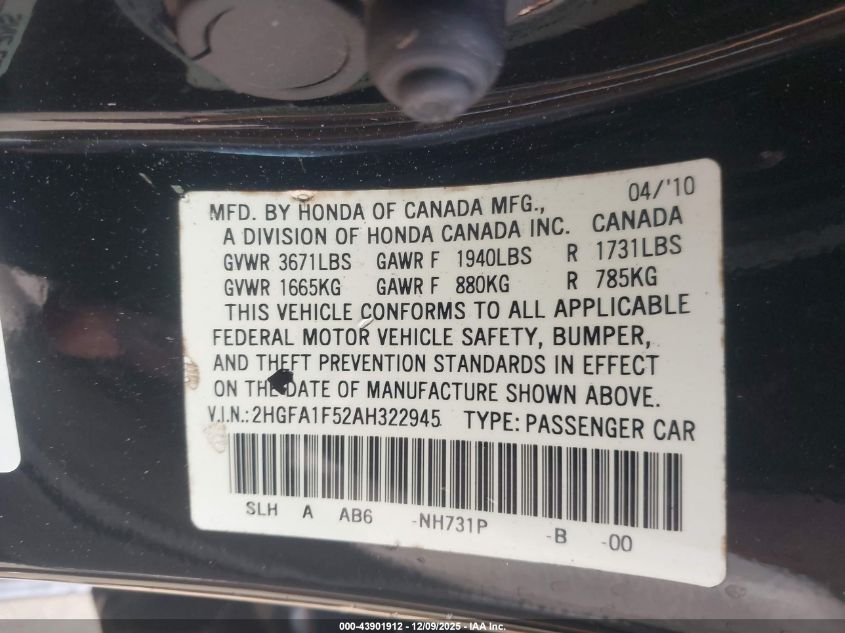 04/'10
MFD. BY HONDA OF CANADA MFG.,
A DIVISION OF HONDA CANADA INC. CANADA
GVWR 3671LBS GAWR F 1940LBS R 1731LBS
GVWR 1665KG GAWR F 880KG R 785KG
THIS VEHICLE CONFORMS TO ALL APPLICABLE
FEDERAL MOTOR VEHICLE SAFETY, BUMPER,
AND THEFT PREVENTION STANDARDS IN EFFECT
ON THE DATE OF MANUFACTURE SHOWN ABOVE.
V.I.N.: 2HGFA1F52AH322945 TYPE: PASSENGER CAR
SLH A AB6 -NH731P -B -00
000-43901912 | 12/09/2025 | IAA Inc.